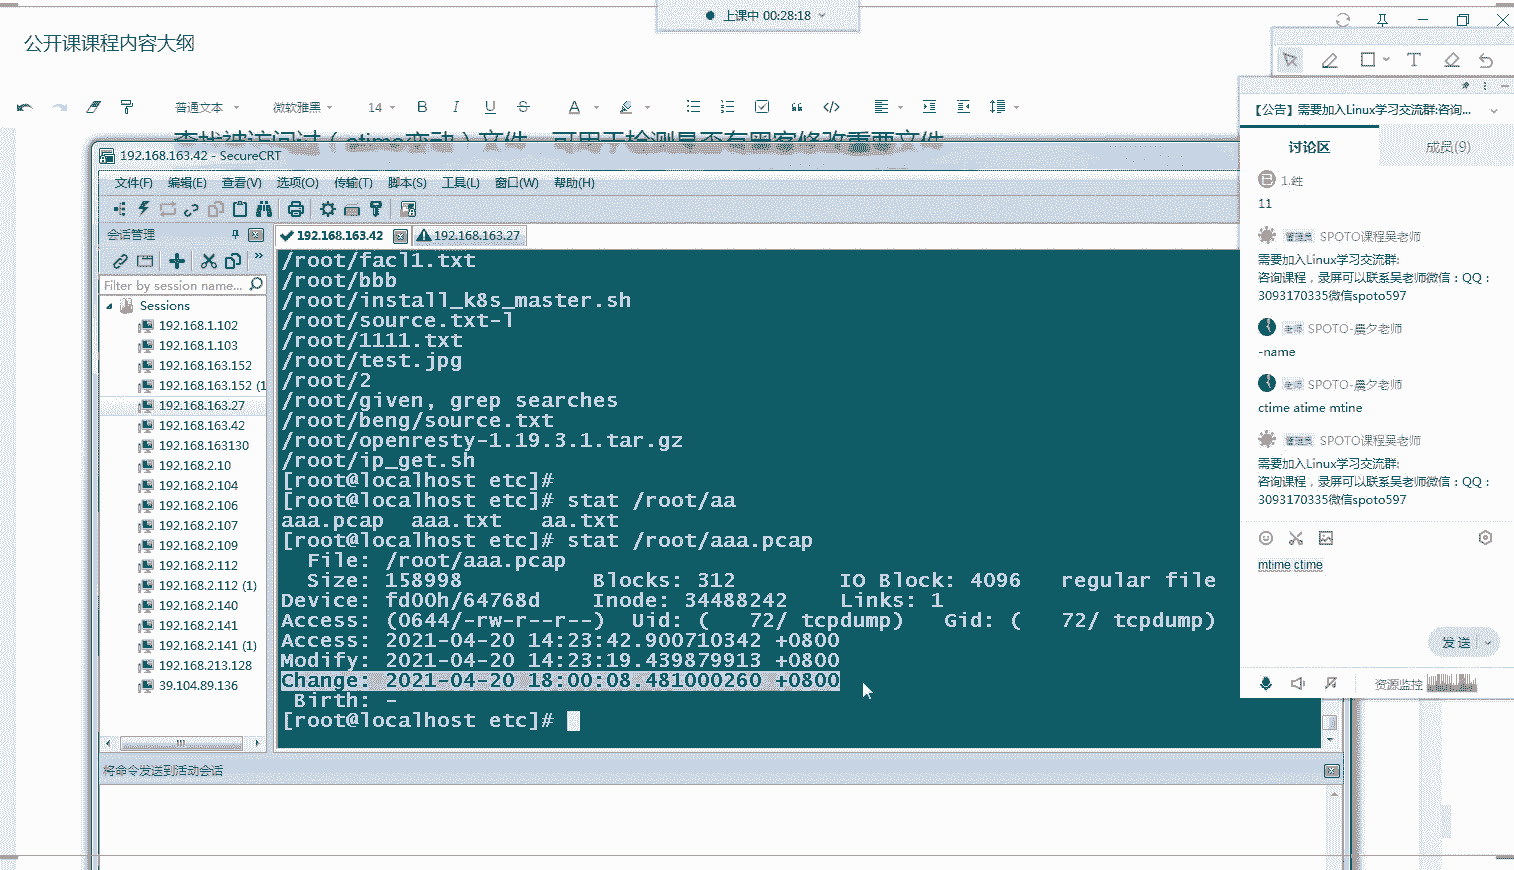 上课中 00:28:18
公开课课程内容大纲
普通文本
微软雅黑
14
B I U S A
T
192.168.163.42 - SecureCRT
文件(F) 编辑(E) 查看(V) 选项(O) 传输(T) 脚本(S) 工具(L) 窗口(W) 帮助(H)
会话管理
192.168.163.42
192.168.163.27
Filter by session name...
Sessions
192.168.1.102
192.168.1.103
192.168.163.152
192.168.163.152 (1
192.168.163.27
192.168.163.42
192.168.163130
192.168.2.10
192.168.2.104
192.168.2.106
192.168.2.107
192.168.2.109
192.168.2.112
192.168.2.112 (1)
192.168.2.140
192.168.2.141
192.168.2.141 (1)
192.168.213.128
39.104.89.136
/root/facl1.txt
/root/bbb
/root/install_k8s_master.sh
/root/source.txt-l
/root/1111.txt
/root/test.jpg
/root/2
/root/given, grep searches
/root/beng/source.txt
/root/openresty-1.19.3.1.tar.gz
/root/ip_get.sh
[root@localhost etc]#
[root@localhost etc]# stat /root/aa
aaa.pcap aaa.txt aa.txt
[root@localhost etc]# stat /root/aaa.pcap
File: /root/aaa.pcap
Size: 158998 Blocks: 312 IO Block: 4096 regular file
Device: fd00h/64768d Inode: 34488242 Links: 1
Access: (0644/-rw-r--r--) Uid: ( 72/ tcpdump) Gid: ( 72/ tcpdump)
Access: 2021-04-20 14:23:42.900710342 +0800
Modify: 2021-04-20 14:23:19.439879913 +0800
Change: 2021-04-20 18:00:08.481000260 +0800
Birth: -
[root@localhost etc]#
将命令发送到活动会话
【公告】需要加入Linux学习交流群:咨询...
讨论区
成员(9)
11
管理员 SPOTO课程吴老师
需要加入Linux学习交流群:
咨询课程，录屏可以联系吴老师微信：QQ：
3093170335微信spoto597
老师 SPOTO-晨夕老师
-name
老师 SPOTO-晨夕老师
ctime atime mtine
管理员 SPOTO课程吴老师
需要加入Linux学习交流群:
咨询课程，录屏可以联系吴老师微信：QQ：
3093170335微信spoto597
mtime ctime
发送
资源监控